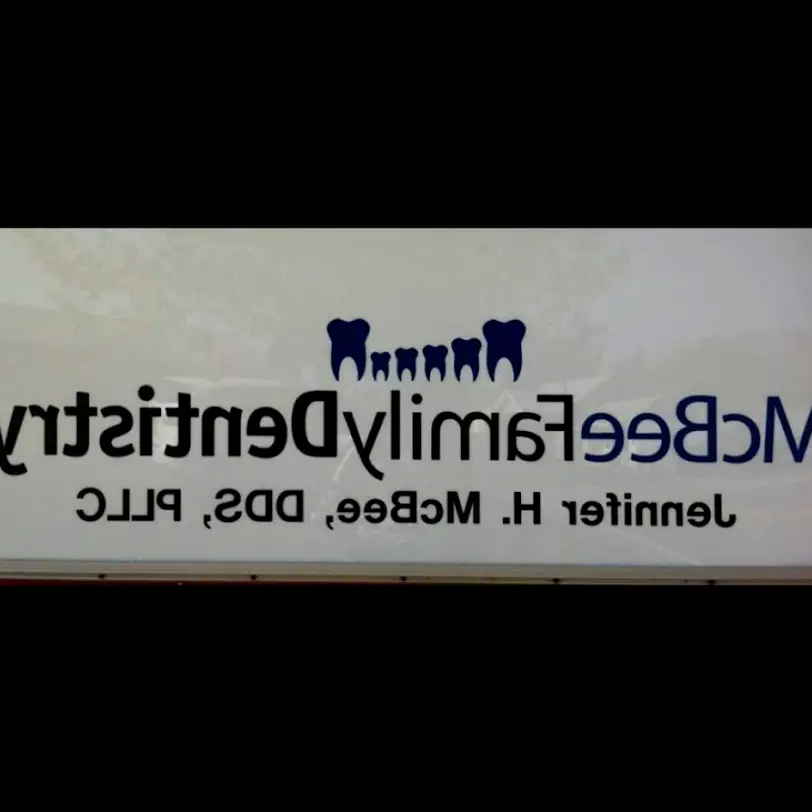 McBeeFamilyDentistry
Jennifer H. McBee, DDS, PLLC